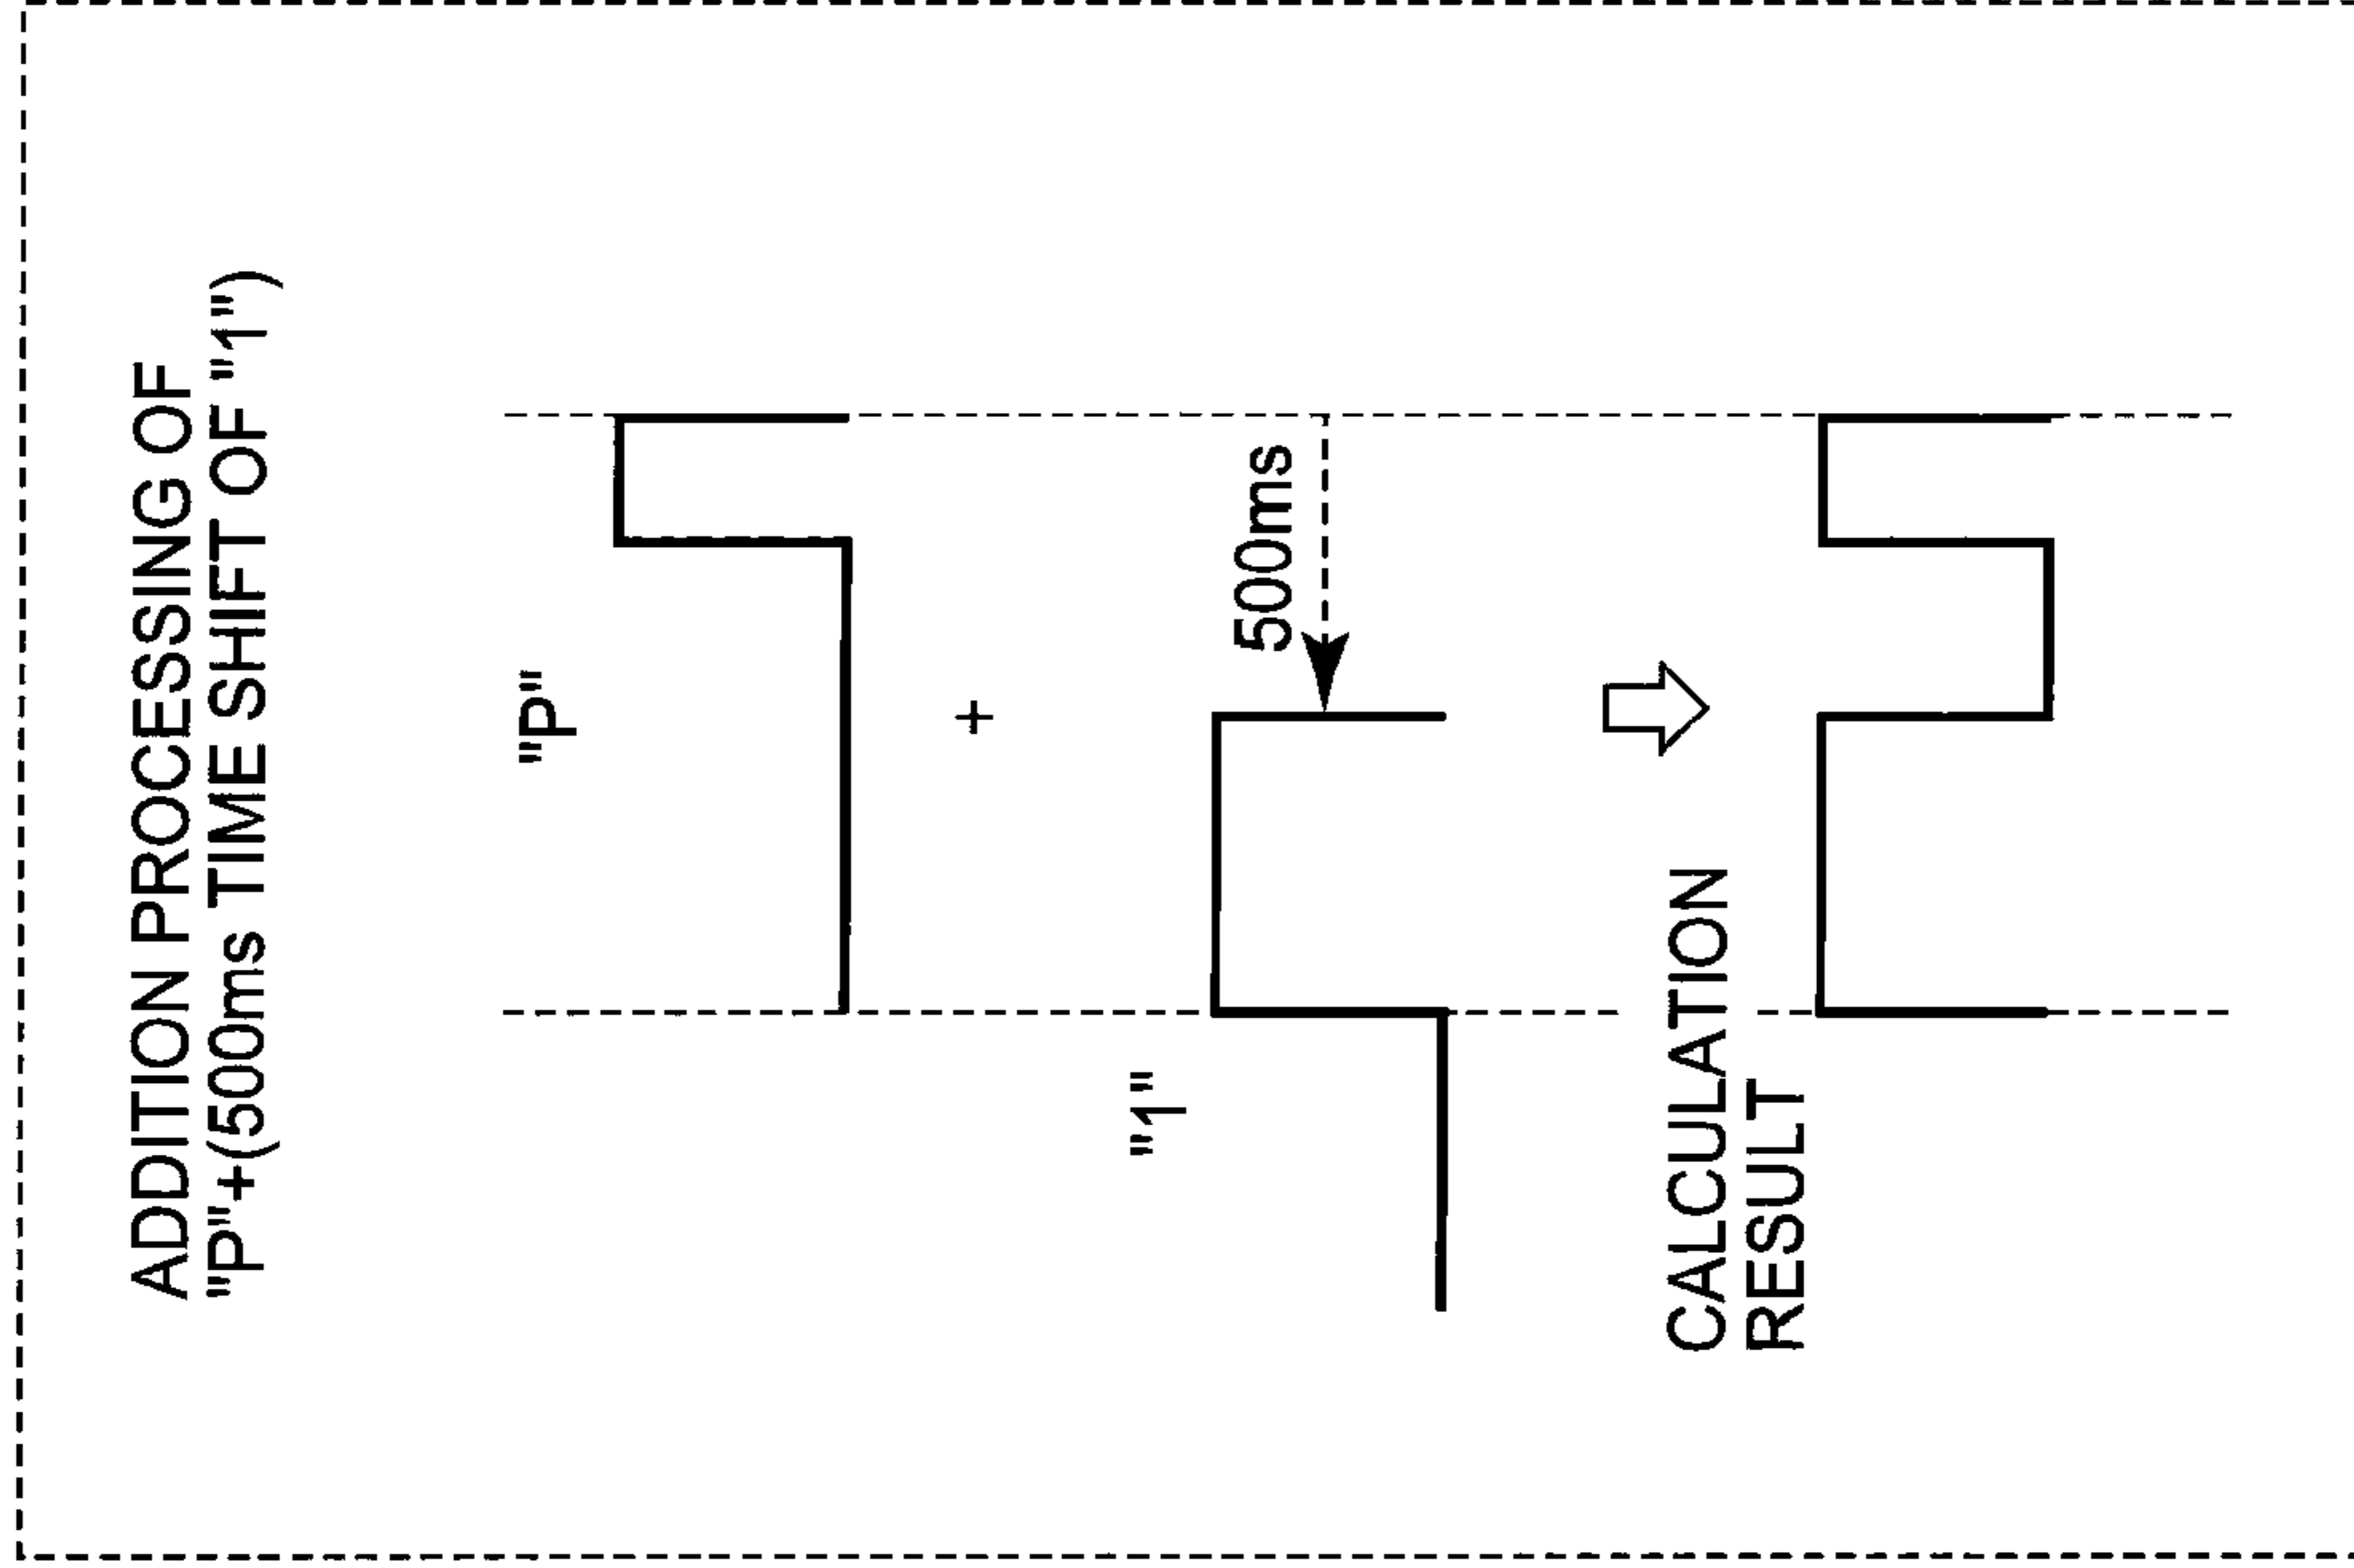 ADDITION PROCESSING OF
"P"+(500ms TIME SHIFT OF "1")
"P"
+
"1"
500ms
CALCULATION
RESULT